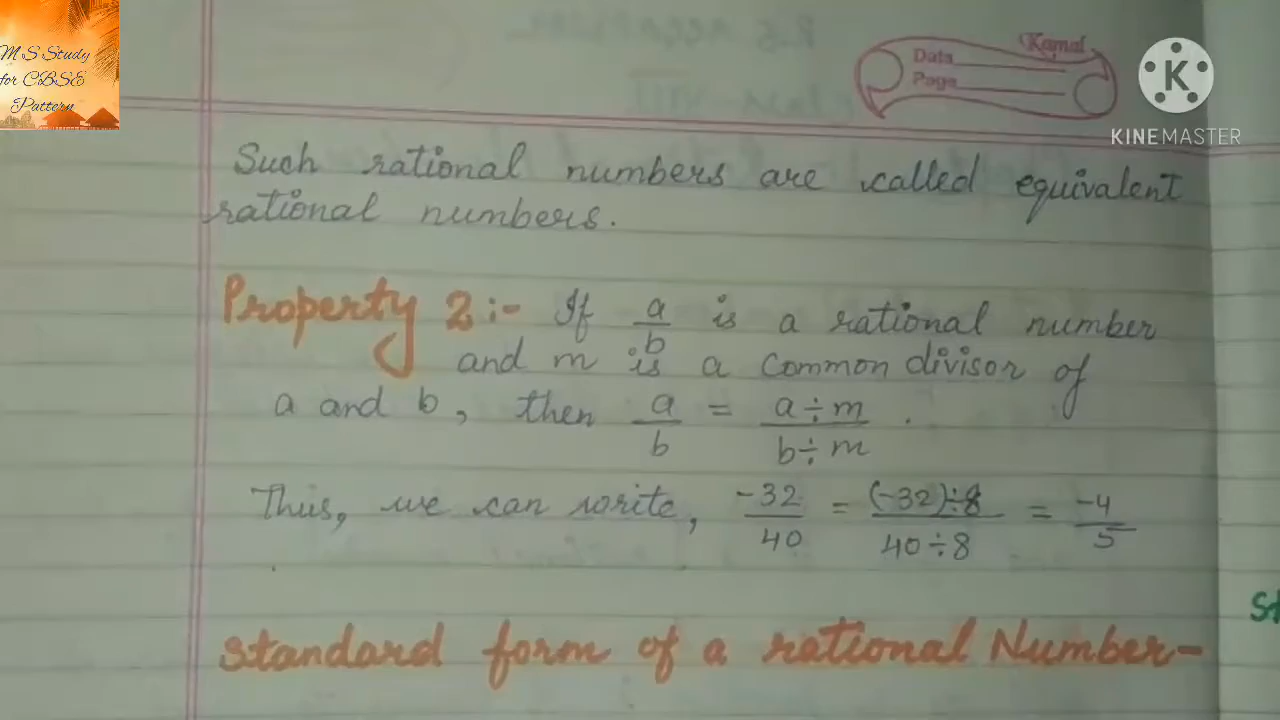 MS Study
for CBSE
Pattern
Kamal
Data
Page
KINEMASTER
Such rational numbers are called equivalent
rational numbers.
Property 2:- If a/b is a rational number
and m is a common divisor of
a and b, then a/b = a÷m/b÷m .
Thus, we can write, -32/40 = (-32)÷8/40÷8 = -4/5
Standard form of a rational Number-